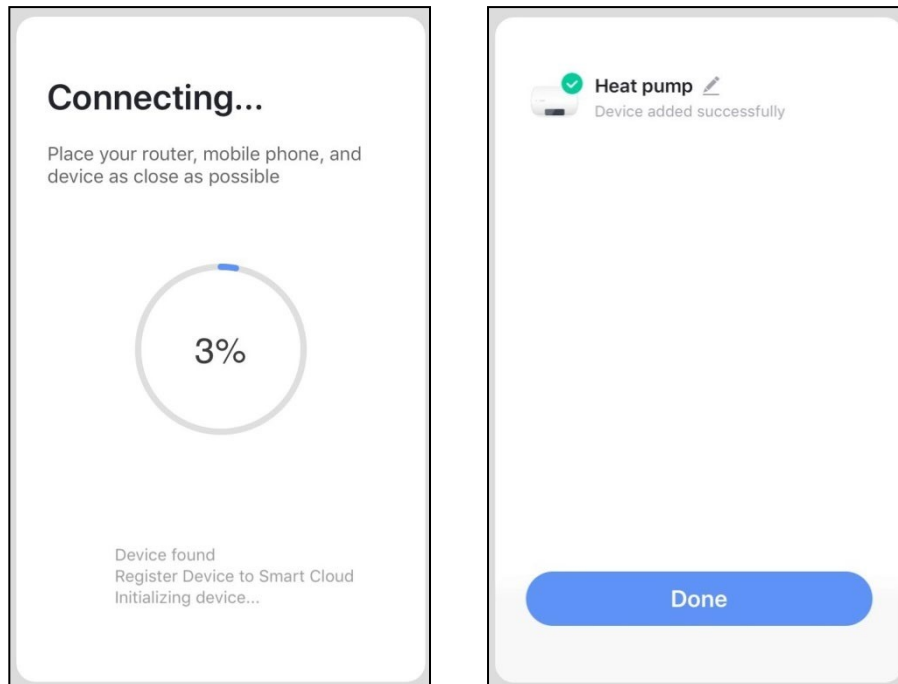 Connecting...
Place your router, mobile phone, and
device as close as possible
3%
Device found
Register Device to Smart Cloud
Initializing device...
Heat pump
Device added successfully
Done